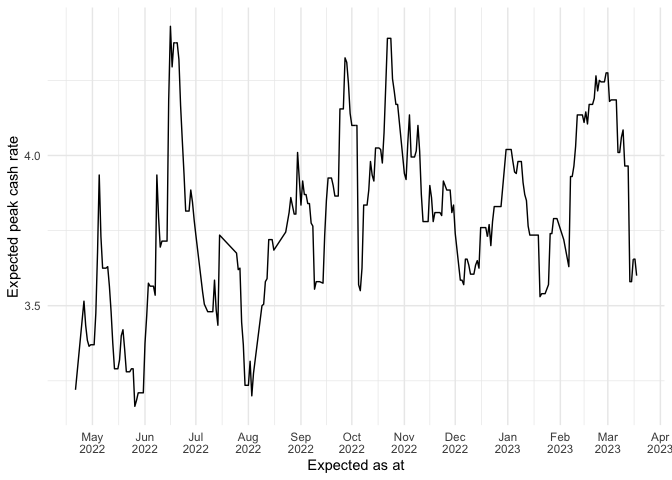 Expected peak cash rate
4.0
3.5
May Jun Jul Aug Sep Oct Nov Dec Jan Feb Mar Apr
2022 2022 2022 2022 2022 2022 2022 2022 2023 2023 2023 2023
Expected as at